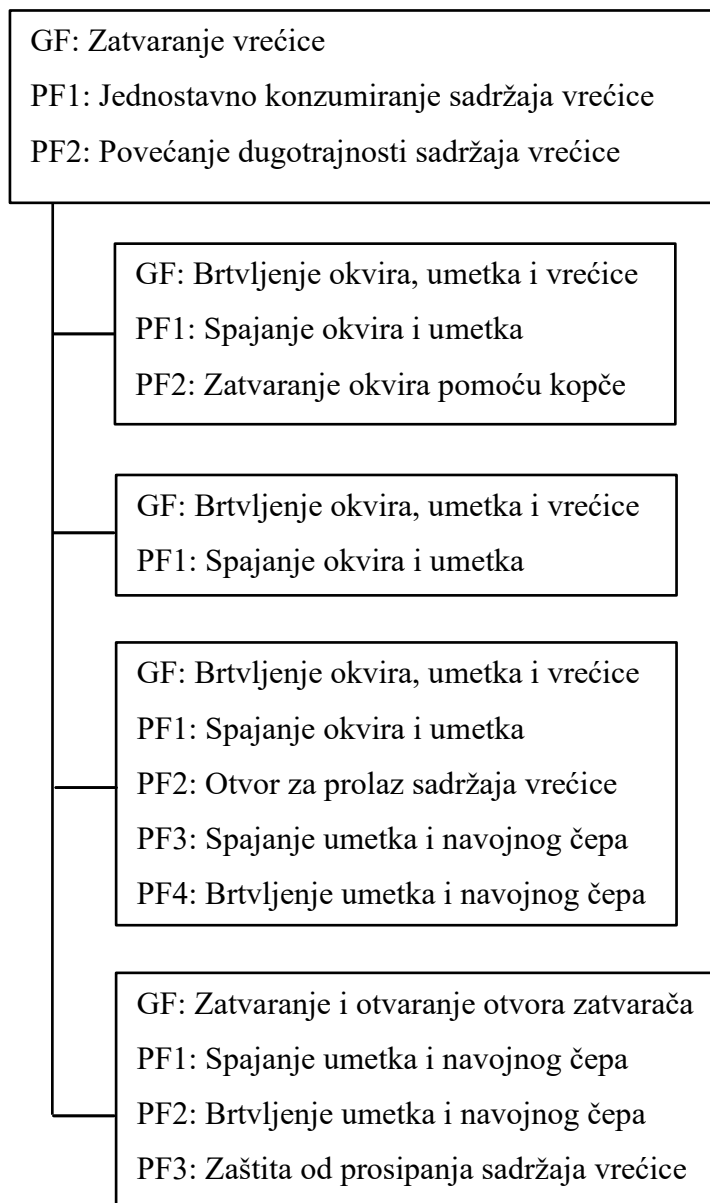 GF: Zatvaranje vrećice
PF1: Jednostavno konzumiranje sadržaja vrećice
PF2: Povećanje dugotrajnosti sadržaja vrećice
GF: Brtvljenje okvira, umetka i vrećice
PF1: Spajanje okvira i umetka
PF2: Zatvaranje okvira pomoću kopče
GF: Brtvljenje okvira, umetka i vrećice
PF1: Spajanje okvira i umetka
GF: Brtvljenje okvira, umetka i vrećice
PF1: Spajanje okvira i umetka
PF2: Otvor za prolaz sadržaja vrećice
PF3: Spajanje umetka i navojnog čepa
PF4: Brtvljenje umetka i navojnog čepa
GF: Zatvaranje i otvaranje otvora zatvarača
PF1: Spajanje umetka i navojnog čepa
PF2: Brtvljenje umetka i navojnog čepa
PF3: Zaštita od prosipanja sadržaja vrećice